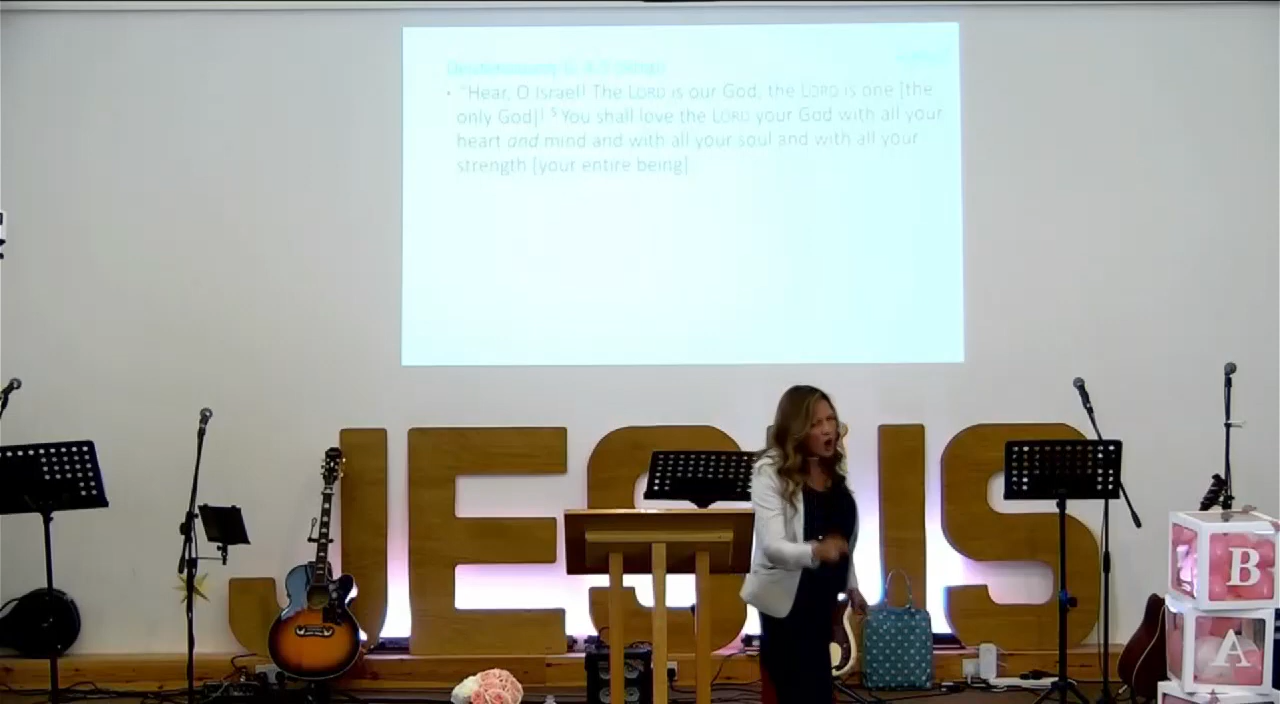 Deuteronomy 6: 4-5 (What)
• "Hear, O Israel! The LORD is our God, the LORD is one [the
only God]! 5 You shall love the LORD your God with all your
heart and mind and with all your soul and with all your
strength [your entire being]
JESUS
B
A